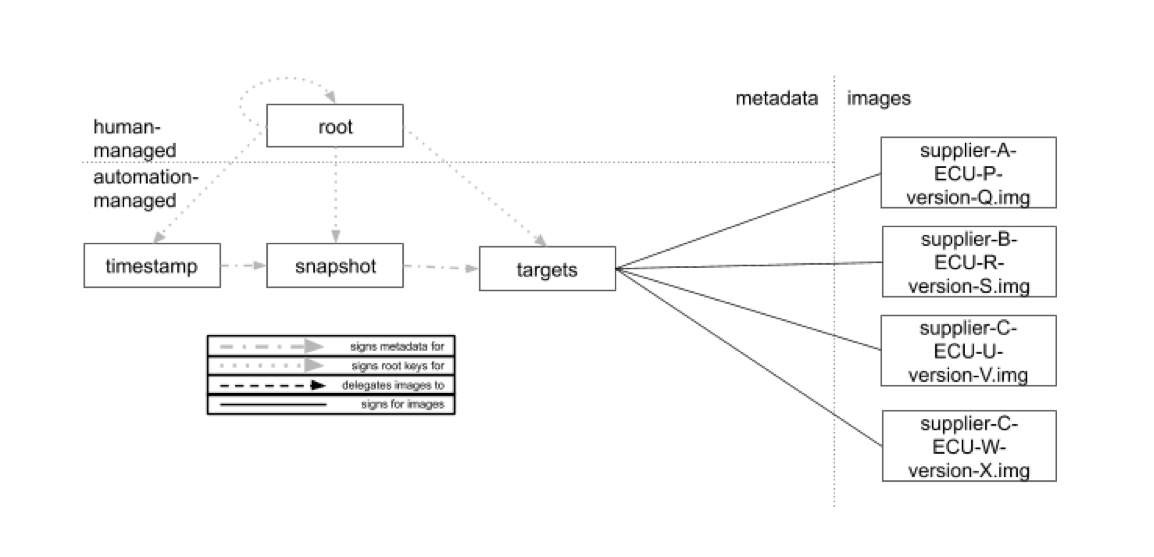 metadata
images
root
human-
managed
automation-
managed
supplier-A-
ECU-P-
version-Q.img
timestamp
snapshot
targets
supplier-B-
ECU-R-
version-S.img
supplier-C-
ECU-U-
version-V.img
signs metadata for
signs root keys for
delegates images to
signs for images
supplier-C-
ECU-W-
version-X.img